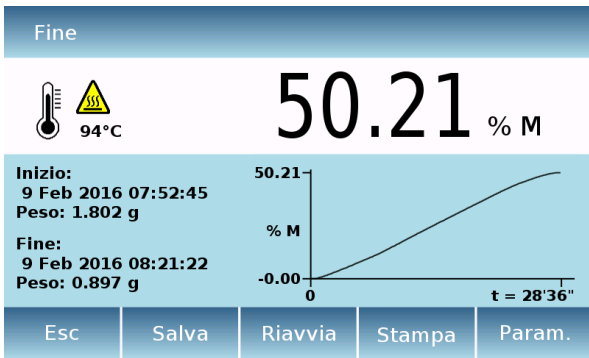 Fine
94°C
50.21 % M
Inizio:
9 Feb 2016 07:52:45
Peso: 1.802 g
Fine:
9 Feb 2016 08:21:22
Peso: 0.897 g
50.21
% M
-0.00
0
t = 28'36"
Esc
Salva
Riavvia
Stampa
Param.